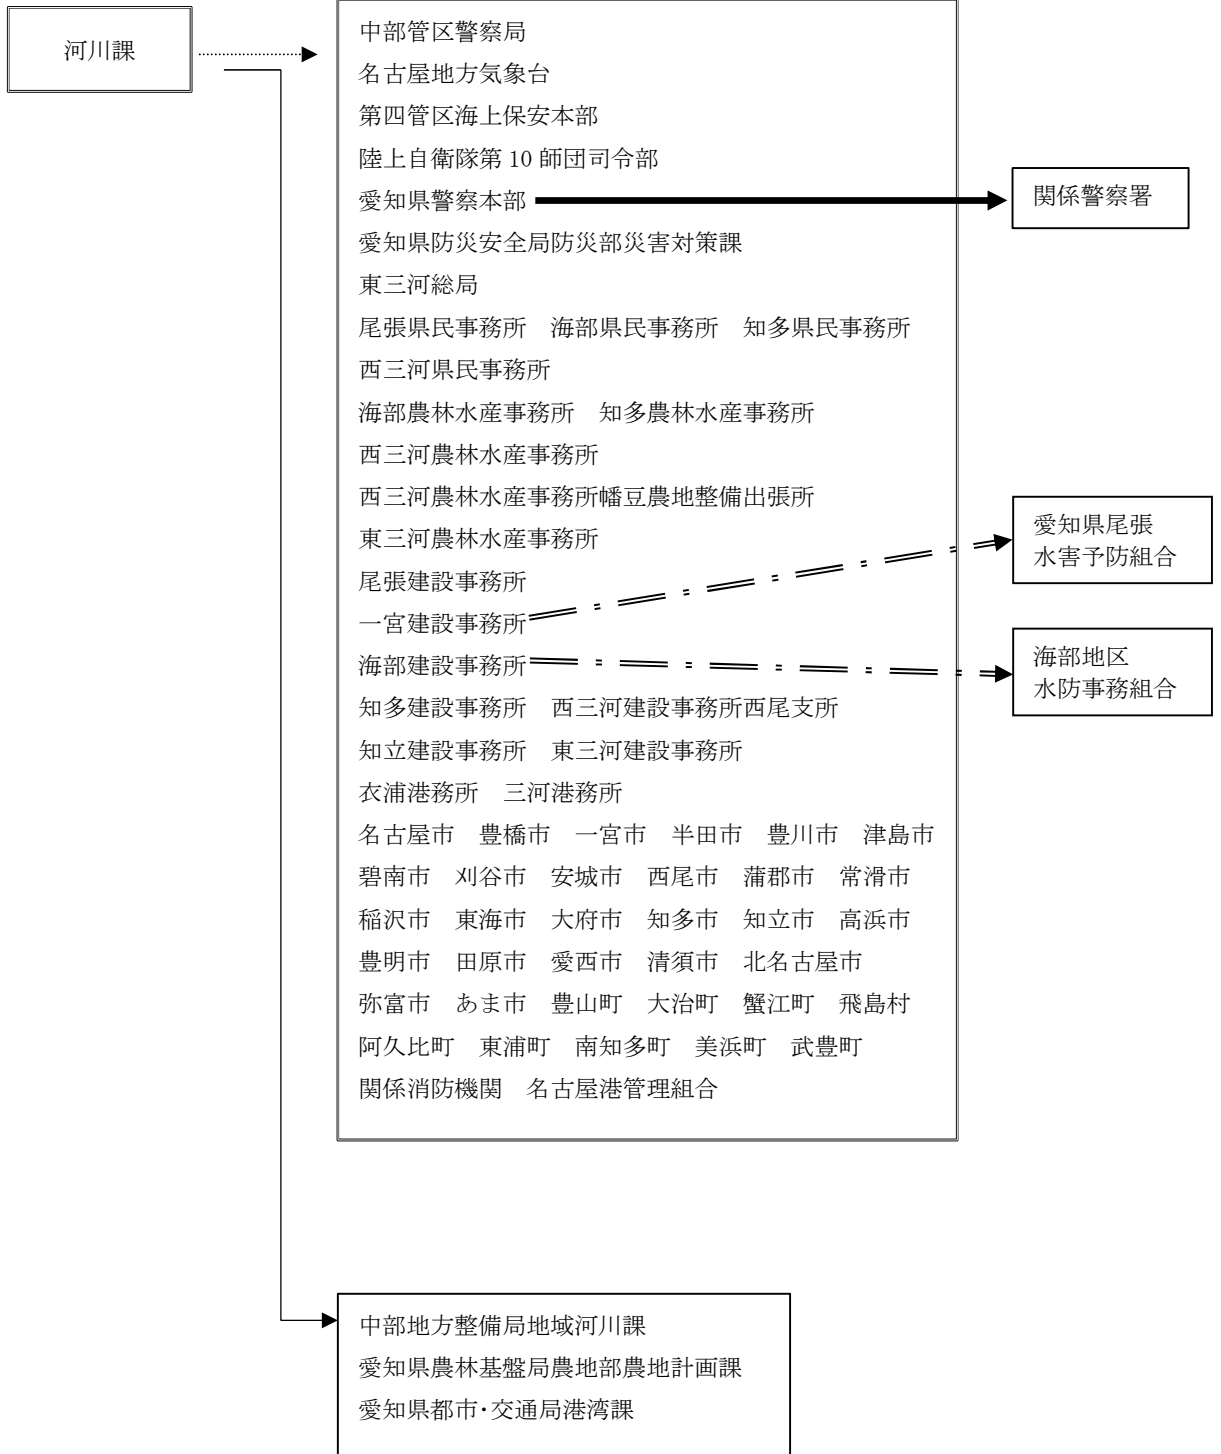 河川課
中部管区警察局
名古屋地方気象台
第四管区海上保安本部
陸上自衛隊第 10 師団司令部
愛知県警察本部
関係警察署
愛知県防災安全局防災部災害対策課
東三河総局
尾張県民事務所　海部県民事務所　知多県民事務所
西三河県民事務所
海部農林水産事務所　知多農林水産事務所
西三河農林水産事務所
西三河農林水産事務所幡豆農地整備出張所
東三河農林水産事務所
尾張建設事務所
一宮建設事務所
愛知県尾張
水害予防組合
海部建設事務所
海部地区
水防事務組合
知多建設事務所　西三河建設事務所西尾支所
知立建設事務所　東三河建設事務所
衣浦港務所　三河港務所
名古屋市　豊橋市　一宮市　半田市　豊川市　津島市
碧南市　刈谷市　安城市　西尾市　蒲郡市　常滑市
稲沢市　東海市　大府市　知多市　知立市　高浜市
豊明市　田原市　愛西市　清須市　北名古屋市
弥富市　あま市　豊山町　大治町　蟹江町　飛島村
阿久比町　東浦町　南知多町　美浜町　武豊町
関係消防機関　名古屋港管理組合
中部地方整備局地域河川課
愛知県農林基盤局農地部農地計画課
愛知県都市・交通局港湾課